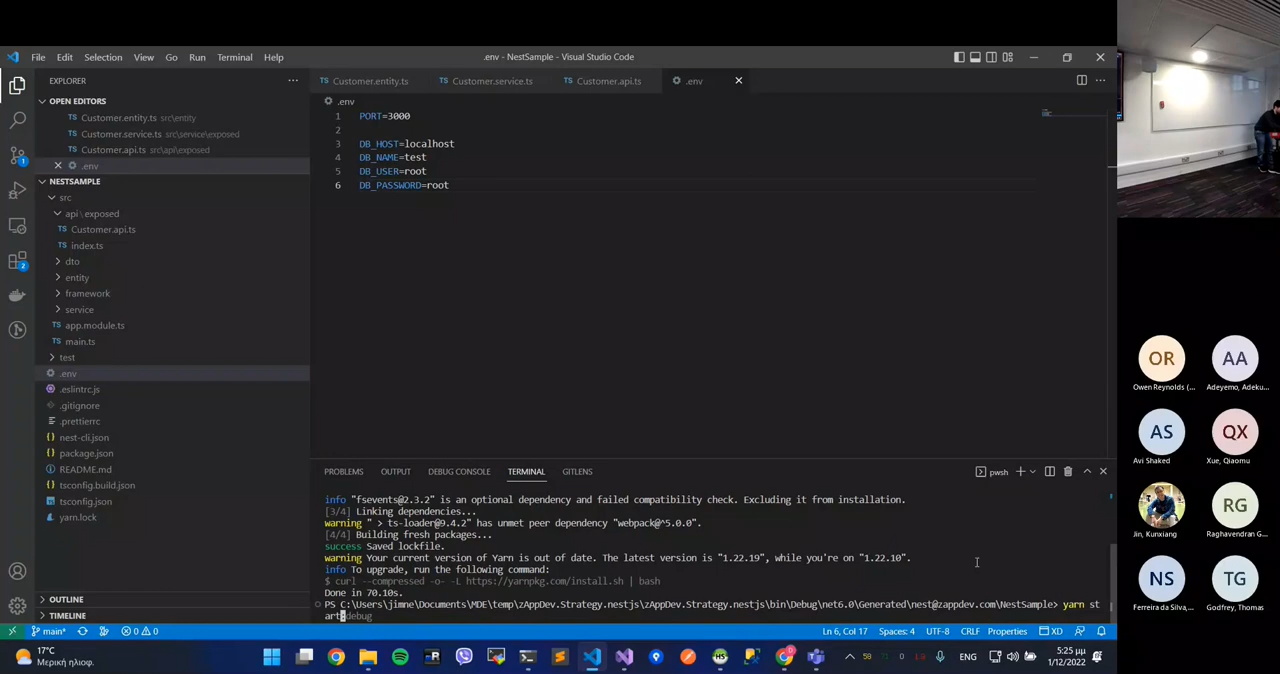 File Edit Selection View Go Run Terminal Help
.env - NestSample - Visual Studio Code
EXPLORER
OPEN EDITORS
Customer.entity.ts src\entity
Customer.service.ts src\service\exposed
Customer.api.ts src\api\exposed
.env
NESTSAMPLE
src
api \ exposed
Customer.api.ts
index.ts
dto
entity
framework
service
app.module.ts
main.ts
test
.env
.eslintrc.js
.gitignore
.prettierrc
nest-cli.json
package.json
README.md
tsconfig.build.json
tsconfig.json
yarn.lock
OUTLINE
TIMELINE
Customer.entity.ts Customer.service.ts Customer.api.ts .env
.env
1 PORT=3000
2
3 DB_HOST=localhost
4 DB_NAME=test
5 DB_USER=root
6 DB_PASSWORD=root
PROBLEMS OUTPUT DEBUG CONSOLE TERMINAL GITLENS
pwsh
info "fsevents@2.3.2" is an optional dependency and failed compatibility check. Excluding it from installation.
[3/4] Linking dependencies...
warning " > ts-loader@9.4.2" has unmet peer dependency "webpack@^5.0.0".
[4/4] Building fresh packages...
success Saved lockfile.
warning Your current version of Yarn is out of date. The latest version is "1.22.19", while you're on "1.22.10".
info To upgrade, run the following command:
$ curl --compressed -o- -L https://yarnpkg.com/install.sh | bash
Done in 70.10s.
PS C:\Users\jimne\Documents\MDE\temp\zAppDev.Strategy.nestjs\zAppDev.Strategy.nestjs\bin\Debug\net6.0\Generated\nest@zappdev.com\NestSample> yarn st
art:debug
main* 0 0
Ln 6, Col 17 Spaces: 4 UTF-8 CRLF Properties XD
17°C
Μερική ηλιοφ.
ENG
5:25 μμ
1/12/2022
OR AA
Owen Reynolds (... Adeyemo, Adeku...
AS QX
Avi Shaked Xue, Qiaomu
RG
Jin, Kunxiang Raghavendran G...
NS TG
Ferreira da Silva,... Godfrey, Thomas